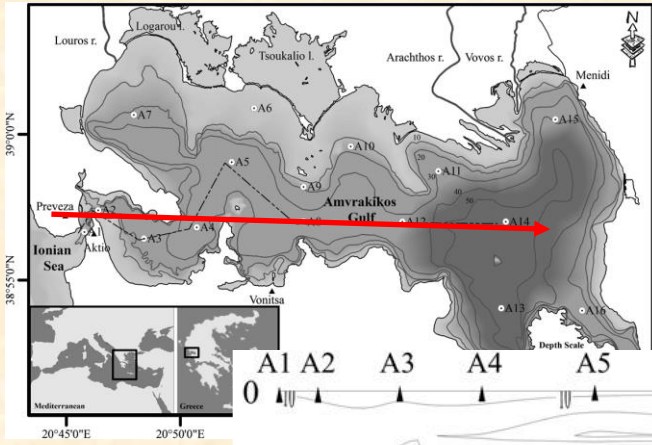 Louros r.
Logarou l.
Tsoukalio l.
Arachthos r.
Vovos r.
N
Menidi
A7
A6
A15
39°0'0"N
A5
A10
10
20
30
40
50
A11
A9
Amvrakikos
Gulf
Preveza
A2
A1
Aktio
A3
A4
A12
A14
Ionian
Sea
38°55'N
Vonitsa
A13
A16
Depth Scale
Mediterranean
Greece
20°45'0"E
20°50'0"E
A1 A2 A3 A4 A5
0
10
10